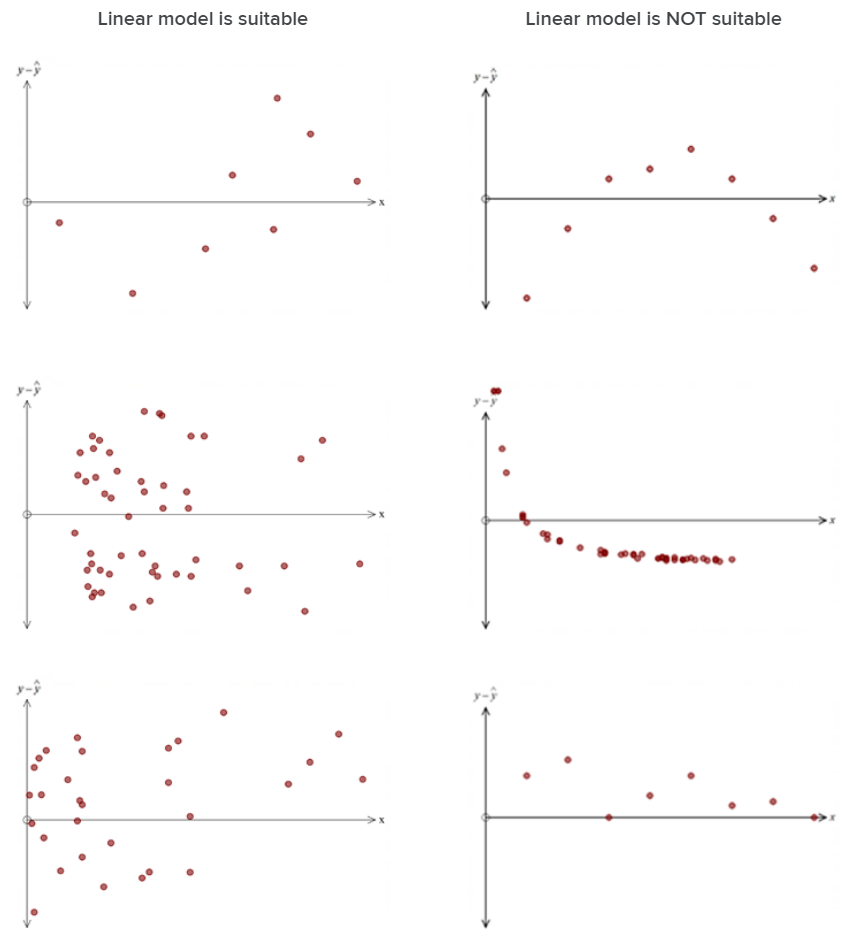 Linear model is suitable
Linear model is NOT suitable
y−ŷ
x
y−ŷ
x
y−ŷ
x
y−ŷ
x
y−ŷ
x
y−ŷ
x